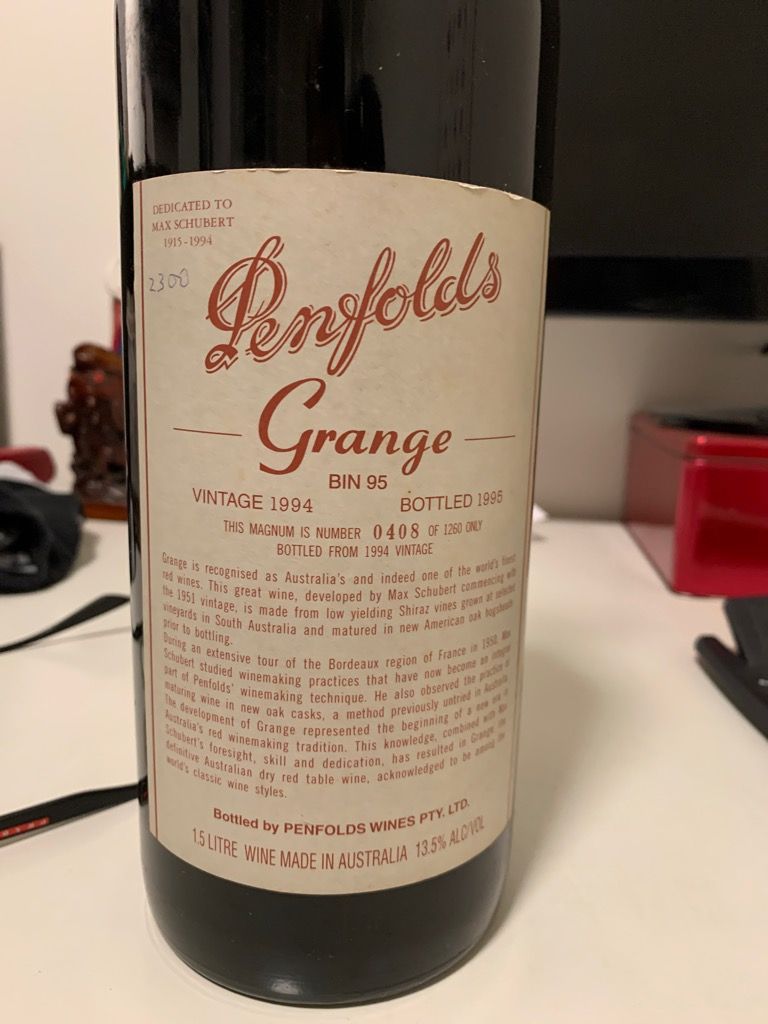 DEDICATED TO
MAX SCHUBERT
1915-1994
2300
Penfolds
Grange
BIN 95
VINTAGE 1994 BOTTLED 1995
THIS MAGNUM IS NUMBER 0408 OF 1260 ONLY
BOTTLED FROM 1994 VINTAGE
Grange is recognised as Australia's and indeed one of the world's finest
red wines. This great wine, developed by Max Schubert commencing with
the 1951 vintage, is made from low yielding Shiraz vines grown at selected
vineyards in South Australia and matured in new American oak hogsheads
prior to bottling.
During an extensive tour of the Bordeaux region of France in 1950, Max
Schubert studied winemaking practices that have now become an integral
part of Penfolds' winemaking technique. He also observed the practice of
maturing wine in new oak casks, a method previously untried in Australia.
The development of Grange represented the beginning of a new era in
Australia's red winemaking tradition. This knowledge, combined with Max
Schubert's foresight, skill and dedication, has resulted in Grange, the
definitive Australian dry red table wine, acknowledged to be among the
world's classic wine styles.
Bottled by PENFOLDS WINES PTY. LTD.
1.5 LITRE WINE MADE IN AUSTRALIA 13.5% ALC/VOL